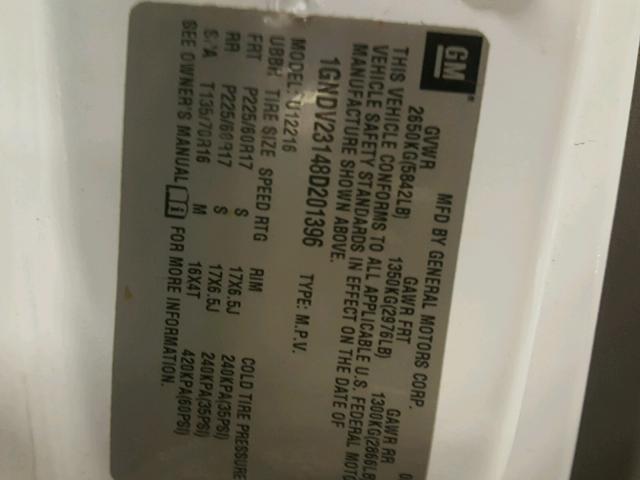 GM
MFD BY GENERAL MOTORS CORP.
GVWR GAWR FRT GAWR RR
2650KG(5842LB) 1350KG(2976LB) 1300KG(2866LB
THIS VEHICLE CONFORMS TO ALL APPLICABLE U.S. FEDERAL
VEHICLE SAFETY STANDARDS IN EFFECT ON THE DATE OF
MANUFACTURE SHOWN ABOVE.
1GNDV23148D201396 TYPE: M.P.V.
MODEL: U12216
UBBH TIRE SIZE SPEED RTG RIM COLD TIRE PRESSURE
FRT P225/60R17 S 17X6.5J 240KPA(35PSI)
RR P225/60R17 S 17X6.5J 240KPA(35PSI)
T135/70R16 M 16X4T 420KPA(60PSI)
SEE OWNER'S MANUAL FOR MORE INFORMATION.